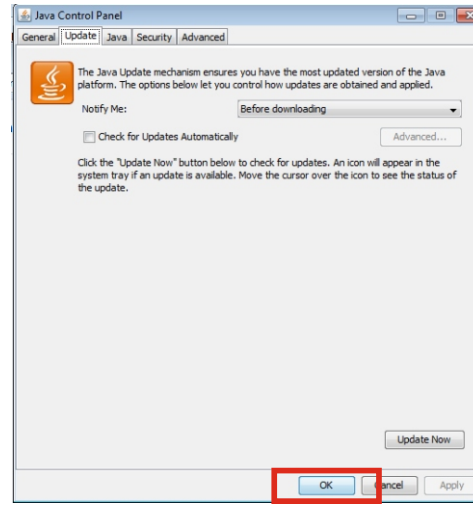 Java Control Panel
General Update Java Security Advanced
The Java Update mechanism ensures you have the most updated version of the Java
platform. The options below let you control how updates are obtained and applied.
Notify Me: Before downloading
Check for Updates Automatically Advanced...
Click the "Update Now" button below to check for updates. An icon will appear in the
system tray if an update is available. Move the cursor over the icon to see the status of
the update.
Update Now
OK Cancel Apply